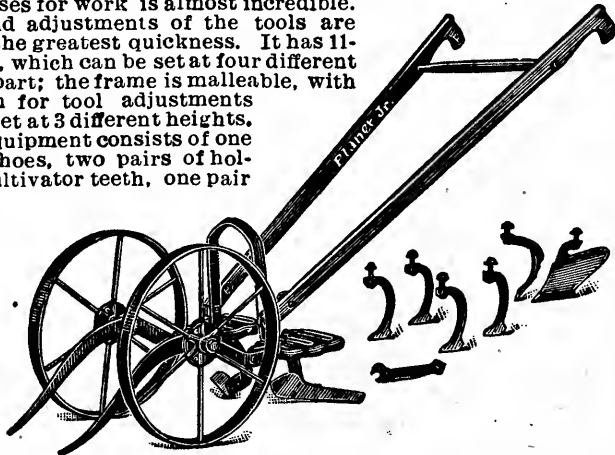 ses for work is almost incredible.
d adjustments of the tools are
he greatest quickness. It has 11-
, which can be set at four different
part; the frame is malleable, with
for tool adjustments
et at 3 different heights.
quipment consists of one
hoes, two pairs of hol-
ultivator teeth, one pair
Planet Jr.